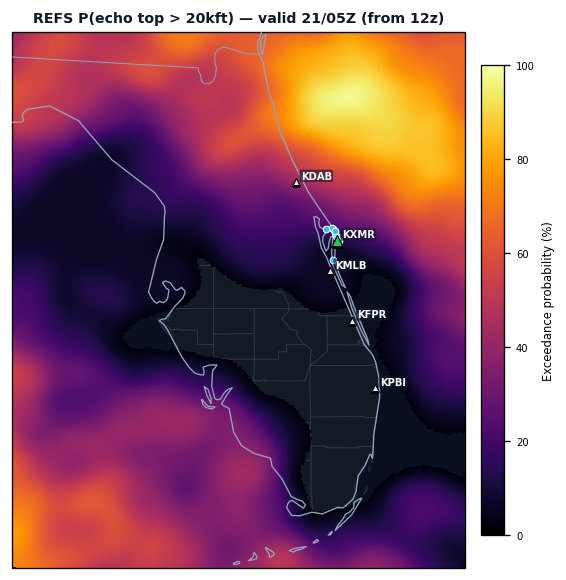 REFS P(echo top > 20kft) — valid 21/05Z (from 12z)
KDAB
KXMR
KMLB
KFPR
KPBI
100
80
60
40
20
0
Exceedance probability (%)